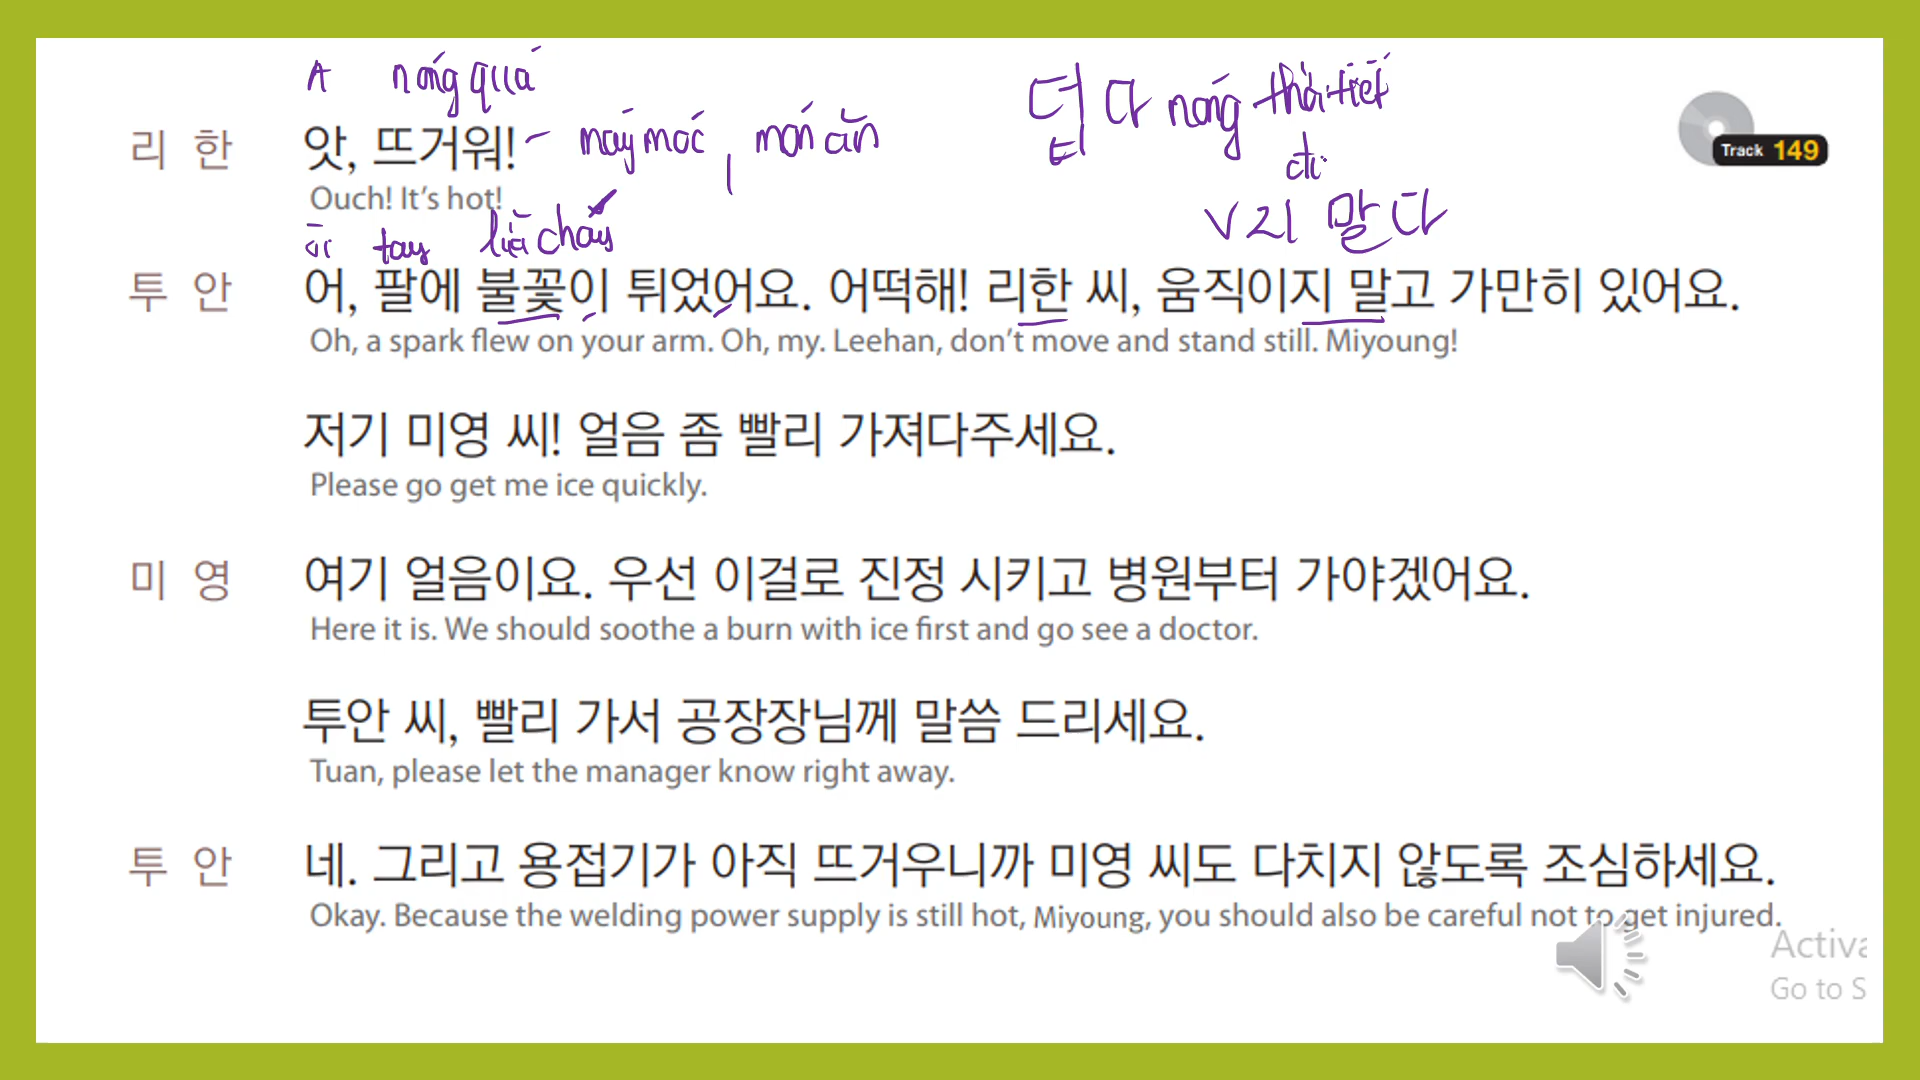 A nóng quá
덥다 nóng thời tiết
리 한 앗, 뜨거워! - máy móc, món ăn
Track 149
đi
Ouch! It's hot!
V지 말다
ôi tay lửa cháy
투 안 어, 팔에 불꽃이 튀었어요. 어떡해! 리한 씨, 움직이지 말고 가만히 있어요.
Oh, a spark flew on your arm. Oh, my. Leehan, don't move and stand still. Miyoung!
저기 미영 씨! 얼음 좀 빨리 가져다주세요.
Please go get me ice quickly.
미 영 여기 얼음이요. 우선 이걸로 진정 시키고 병원부터 가야겠어요.
Here it is. We should soothe a burn with ice first and go see a doctor.
투안 씨, 빨리 가서 공장장님께 말씀 드리세요.
Tuan, please let the manager know right away.
투 안 네. 그리고 용접기가 아직 뜨거우니까 미영 씨도 다치지 않도록 조심하세요.
Okay. Because the welding power supply is still hot, Miyoung, you should also be careful not to get injured.
Activa
Go to S